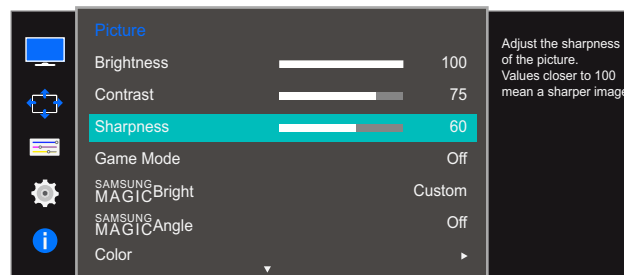 Picture
Brightness 100
Contrast 75
Sharpness 60
Game Mode Off
SAMSUNG MAGICBright Custom
SAMSUNG MAGICAngle Off
Color
Adjust the sharpness
of the picture.
Values closer to 100
mean a sharper image